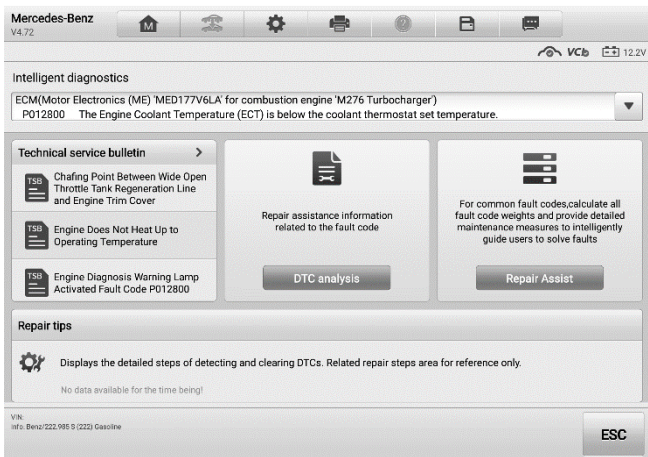 Mercedes-Benz
V4.72
M
VCb
12.2V
Intelligent diagnostics
ECM(Motor Electronics (ME) 'MED177V6LA' for combustion engine 'M276 Turbocharger')
P012800 The Engine Coolant Temperature (ECT) is below the coolant thermostat set temperature.
Technical service bulletin >
TSB
Chafing Point Between Wide Open
Throttle Tank Regeneration Line
and Engine Trim Cover
TSB
Engine Does Not Heat Up to
Operating Temperature
TSB
Engine Diagnosis Warning Lamp
Activated Fault Code P012800
Repair assistance information
related to the fault code
DTC analysis
For common fault codes,calculate all
fault code weights and provide detailed
maintenance measures to intelligently
guide users to solve faults
Repair Assist
Repair tips
Displays the detailed steps of detecting and clearing DTCs. Related repair steps area for reference only.
No data available for the time being!
VIN:
Info: Benz/222.985 S (222) Gasoline
ESC